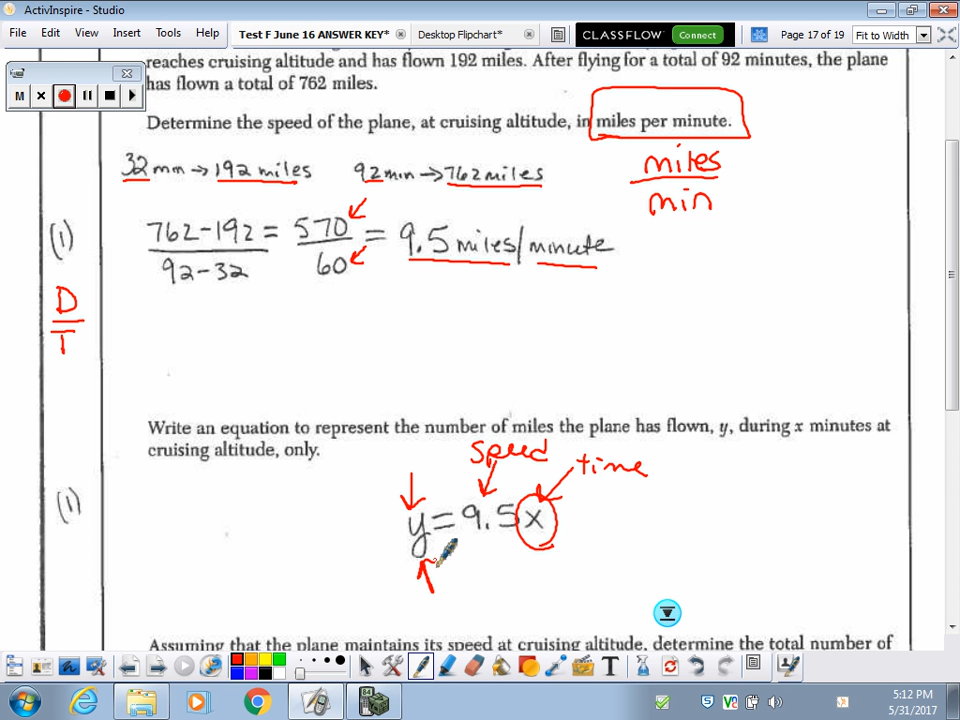 ActivInspire - Studio
File Edit View Insert Tools Help
Test F June 16 ANSWER KEY*
Desktop Flipchart*
CLASSFLOW Connect
Page 17 of 19
Fit to Width
reaches cruising altitude and has flown 192 miles. After flying for a total of 92 minutes, the plane
has flown a total of 762 miles.
M
Determine the speed of the plane, at cruising altitude, in miles per minute.
miles
min
32 min → 192 miles 92 min → 762 miles
(1)
762-192 = 570 = 9.5 miles/minute
92-32 60
D
T
Write an equation to represent the number of miles the plane has flown, y, during x minutes at
cruising altitude, only.
speed
time
(1)
y = 9.5x
Assuming that the plane maintains its speed at cruising altitude, determine the total number of
T
84
5:12 PM
5/31/2017